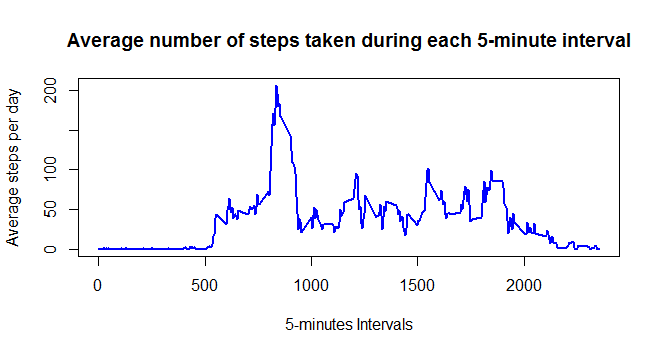 Average number of steps taken during each 5-minute interval
Average steps per day
200
100
50
0
0 500 1000 1500 2000
5-minutes Intervals